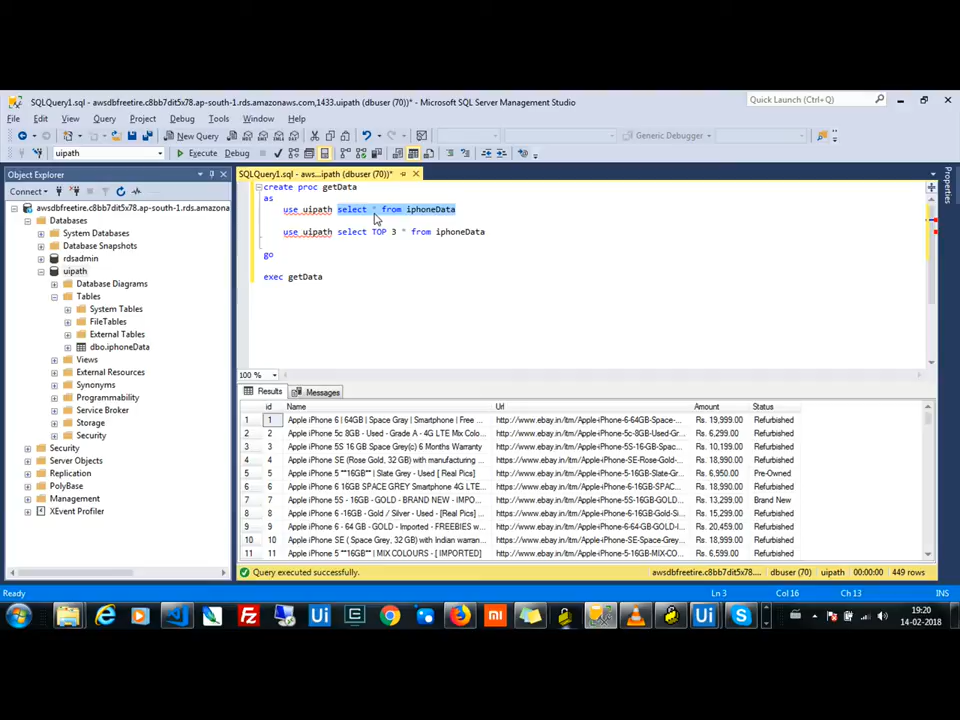 SQLQuery1.sql - awsdbfreetire.c8bb7dit5x78.ap-south-1.rds.amazonaws.com,1433.uipath (dbuser (70))* - Microsoft SQL Server Management Studio
Quick Launch (Ctrl+Q)
File Edit View Query Project Debug Tools Window Help
New Query
Generic Debugger
uipath Execute Debug
Object Explorer
SQLQuery1.sql - aws...ipath (dbuser (70))*
Properties
Connect
create proc getData
as
use uipath select * from iphoneData
use uipath select TOP 3 * from iphoneData
go
exec getData
awsdbfreetire.c8bb7dit5x78.ap-south-1.rds.amazona
Databases
System Databases
Database Snapshots
rdsadmin
uipath
Database Diagrams
Tables
System Tables
FileTables
External Tables
dbo.iphoneData
Views
External Resources
Synonyms
Programmability
Service Broker
Storage
Security
Security
Server Objects
Replication
PolyBase
Management
XEvent Profiler
100 %
Results Messages
id Name Url Amount Status
1 1 Apple iPhone 6 | 64GB | Space Gray | Smartphone | Free ... http://www.ebay.in/itm/Apple-iPhone-6-64GB-Space-... Rs. 19,999.00 Refurbished
2 2 Apple iPhone 5c 8GB - Used - Grade A - 4G LTE Mix Colo... http://www.ebay.in/itm/Apple-iPhone-5c-8GB-Used-Gr... Rs. 6,299.00 Refurbished
3 3 Apple iPhone 5S 16 GB Space Grey(c) 6 Months Warranty http://www.ebay.in/itm/Apple-iPhone-5S-16-GB-Space... Rs. 10,199.00 Refurbished
4 4 Apple iPhone SE (Rose Gold, 32 GB) with manufacturing ... http://www.ebay.in/itm/Apple-iPhone-SE-Rose-Gold-... Rs. 18,990.00 Refurbished
5 5 Apple iPhone 5 ""16GB"" | Slate Grey - Used [ Real Pics] http://www.ebay.in/itm/Apple-iPhone-5-16GB-Slate-Gr... Rs. 6,950.00 Pre-Owned
6 6 Apple iPhone 6 16GB SPACE GREY Smartphone 4G LTE ... http://www.ebay.in/itm/Apple-iPhone-6-16GB-SPACE-... Rs. 16,990.00 Refurbished
7 7 Apple iPhone 5S - 16-G - GOLD - BRAND NEW - IMPO... http://www.ebay.in/itm/Apple-iPhone-5S-16-GB-GOLD... Rs. 13,299.00 Brand New
8 8 Apple iPhone 6 -16GB - Gold / Silver - Used - [Real Pics] http://www.ebay.in/itm/Apple-iPhone-6-16GB-Gold-Sil... Rs. 15,299.00 Refurbished
9 9 Apple iPhone 6 - 64 GB - GOLD - Imported - FREEBIES w... http://www.ebay.in/itm/Apple-iPhone-6-64-GB-GOLD-I... Rs. 20,459.00 Refurbished
10 10 Apple iPhone SE ( Space Grey, 32 GB) with Indian warran... http://www.ebay.in/itm/Apple-iPhone-SE-Space-Grey... Rs. 18,999.00 Refurbished
11 11 Apple iPhone 5 ""16GB"" | MIX COLOURS - [ IMPORTED] http://www.ebay.in/itm/Apple-iPhone-5-16GB-MIX-CO... Rs. 6,599.00 Refurbished
Query executed successfully. awsdbfreetire.c8bb7dit5x78.... dbuser (70) uipath 00:00:00 449 rows
Ready Ln 3 Col 16 Ch 13 INS
19:20
14-02-2018